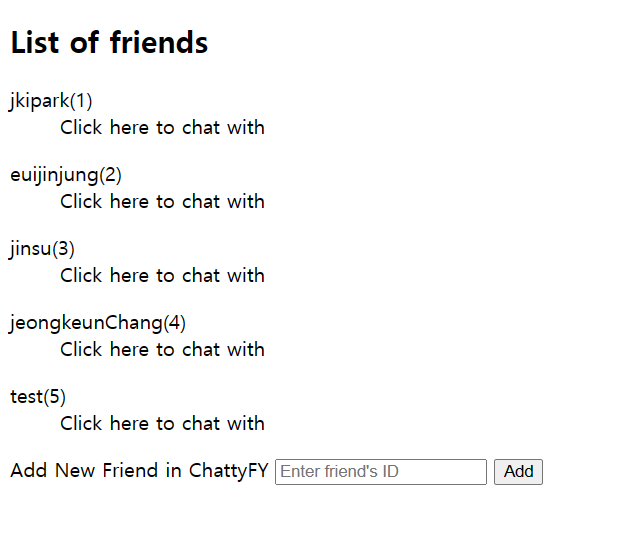 List of friends
jkipark(1)
Click here to chat with
euijinjung(2)
Click here to chat with
jinsu(3)
Click here to chat with
jeongkeunChang(4)
Click here to chat with
test(5)
Click here to chat with
Add New Friend in ChattyFY Enter friend's ID Add